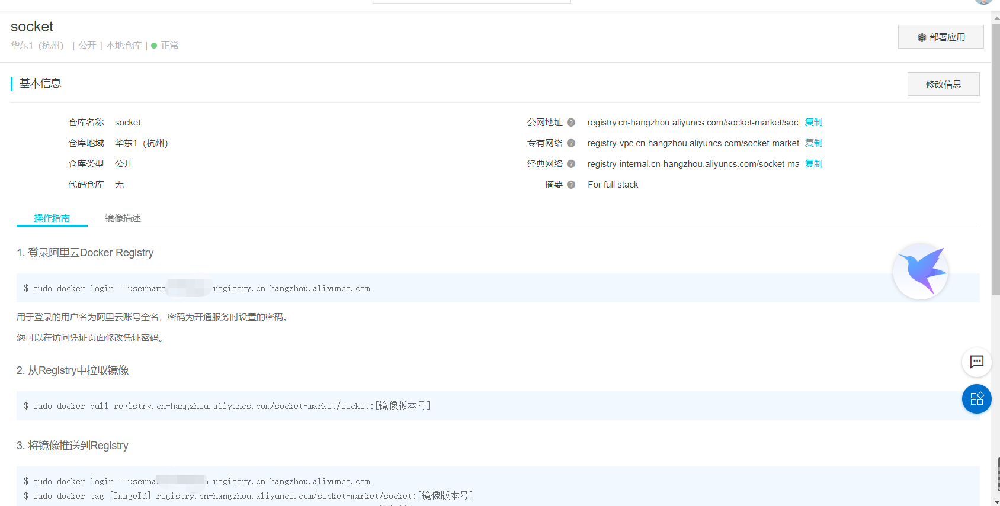 socket
华东1（杭州） | 公开 | 本地仓库 | 正常
部署应用
基本信息
修改信息
仓库名称 socket
公网地址 registry.cn-hangzhou.aliyuncs.com/socket-market/socl 复制
仓库地域 华东1（杭州）
专有网络 registry-vpc.cn-hangzhou.aliyuncs.com/socket-market 复制
仓库类型 公开
经典网络 registry-internal.cn-hangzhou.aliyuncs.com/socket-ma 复制
代码仓库 无
摘要 For full stack
操作指南 镜像描述
1. 登录阿里云Docker Registry
$ sudo docker login --username registry.cn-hangzhou.aliyuncs.com
用于登录的用户名为阿里云账号全名，密码为开通服务时设置的密码。
您可以在访问凭证页面修改凭证密码。
2. 从Registry中拉取镜像
$ sudo docker pull registry.cn-hangzhou.aliyuncs.com/socket-market/socket:[镜像版本号]
3. 将镜像推送到Registry
$ sudo docker login --userna registry.cn-hangzhou.aliyuncs.com
$ sudo docker tag [ImageId] registry.cn-hangzhou.aliyuncs.com/socket-market/socket:[镜像版本号]